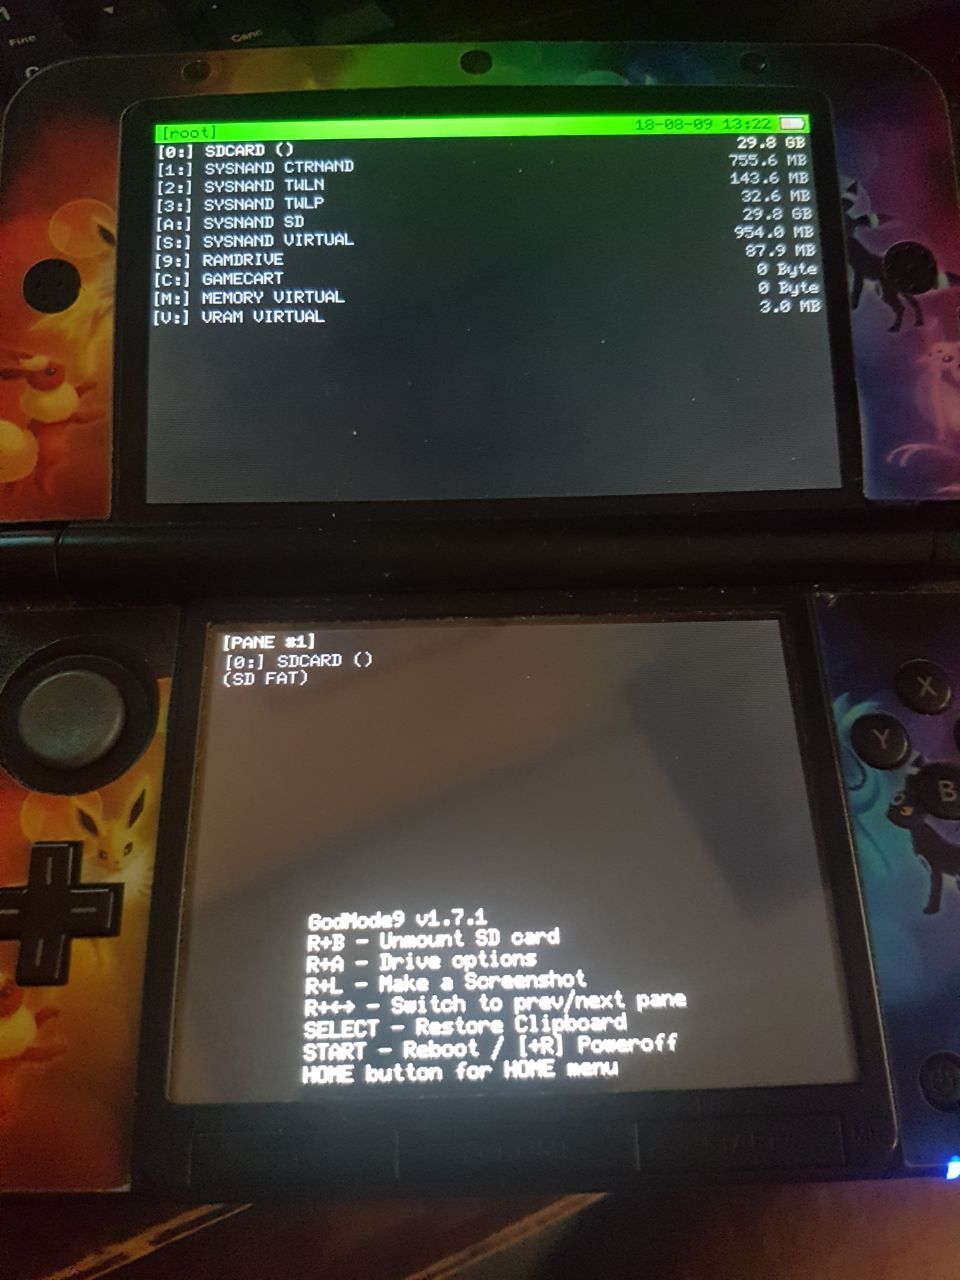 Fine
Canc
[root] 18-08-09 13:22
[0:] SDCARD () 29.8 GB
[1:] SYSNAND CTRNAND 755.6 MB
[2:] SYSNAND TWLN 143.6 MB
[3:] SYSNAND TWLP 32.6 MB
[A:] SYSNAND SD 29.8 GB
[S:] SYSNAND VIRTUAL 954.0 MB
[9:] RAMDRIVE 87.9 MB
[C:] GAMECART 0 Byte
[M:] MEMORY VIRTUAL 0 Byte
[V:] VRAM VIRTUAL 3.0 MB
[PANE #1]
[0:] SDCARD ()
(SD FAT)
X
Y
B
GodMode9 v1.7.1
R+B - Unmount SD card
R+A - Drive options
R+L - Make a Screenshot
R+←→ - Switch to prev/next pane
SELECT - Restore Clipboard
START - Reboot / [+R] Poweroff
HOME button for HOME menu